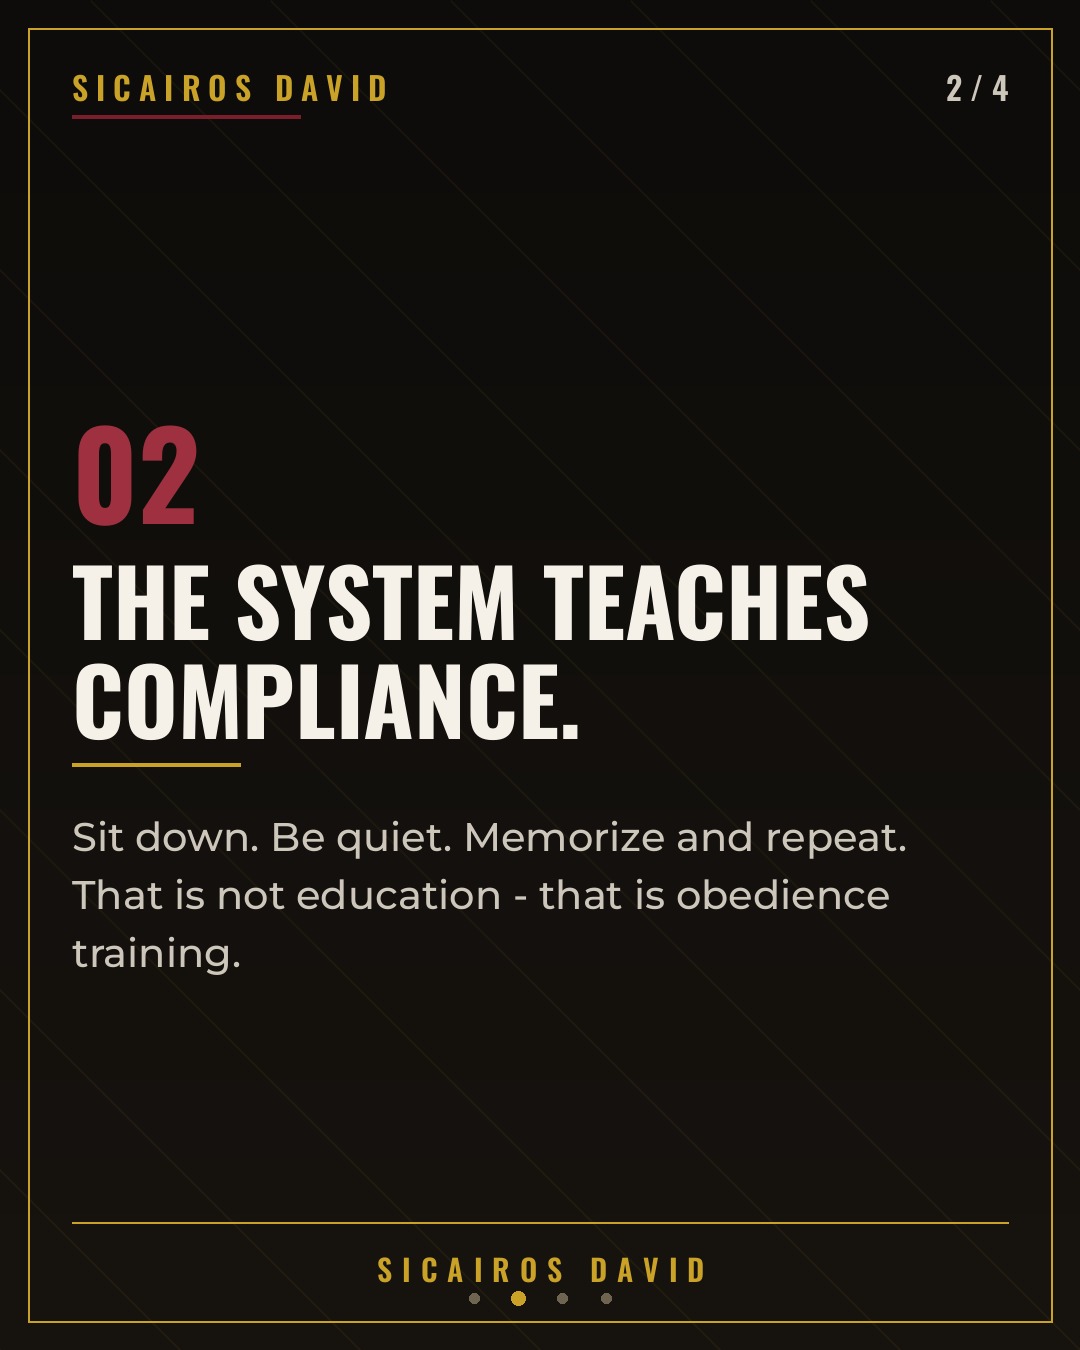 SICAIROS DAVID
2 / 4
02
THE SYSTEM TEACHES
COMPLIANCE.
Sit down. Be quiet. Memorize and repeat.
That is not education - that is obedience
training.
SICAIROS DAVID